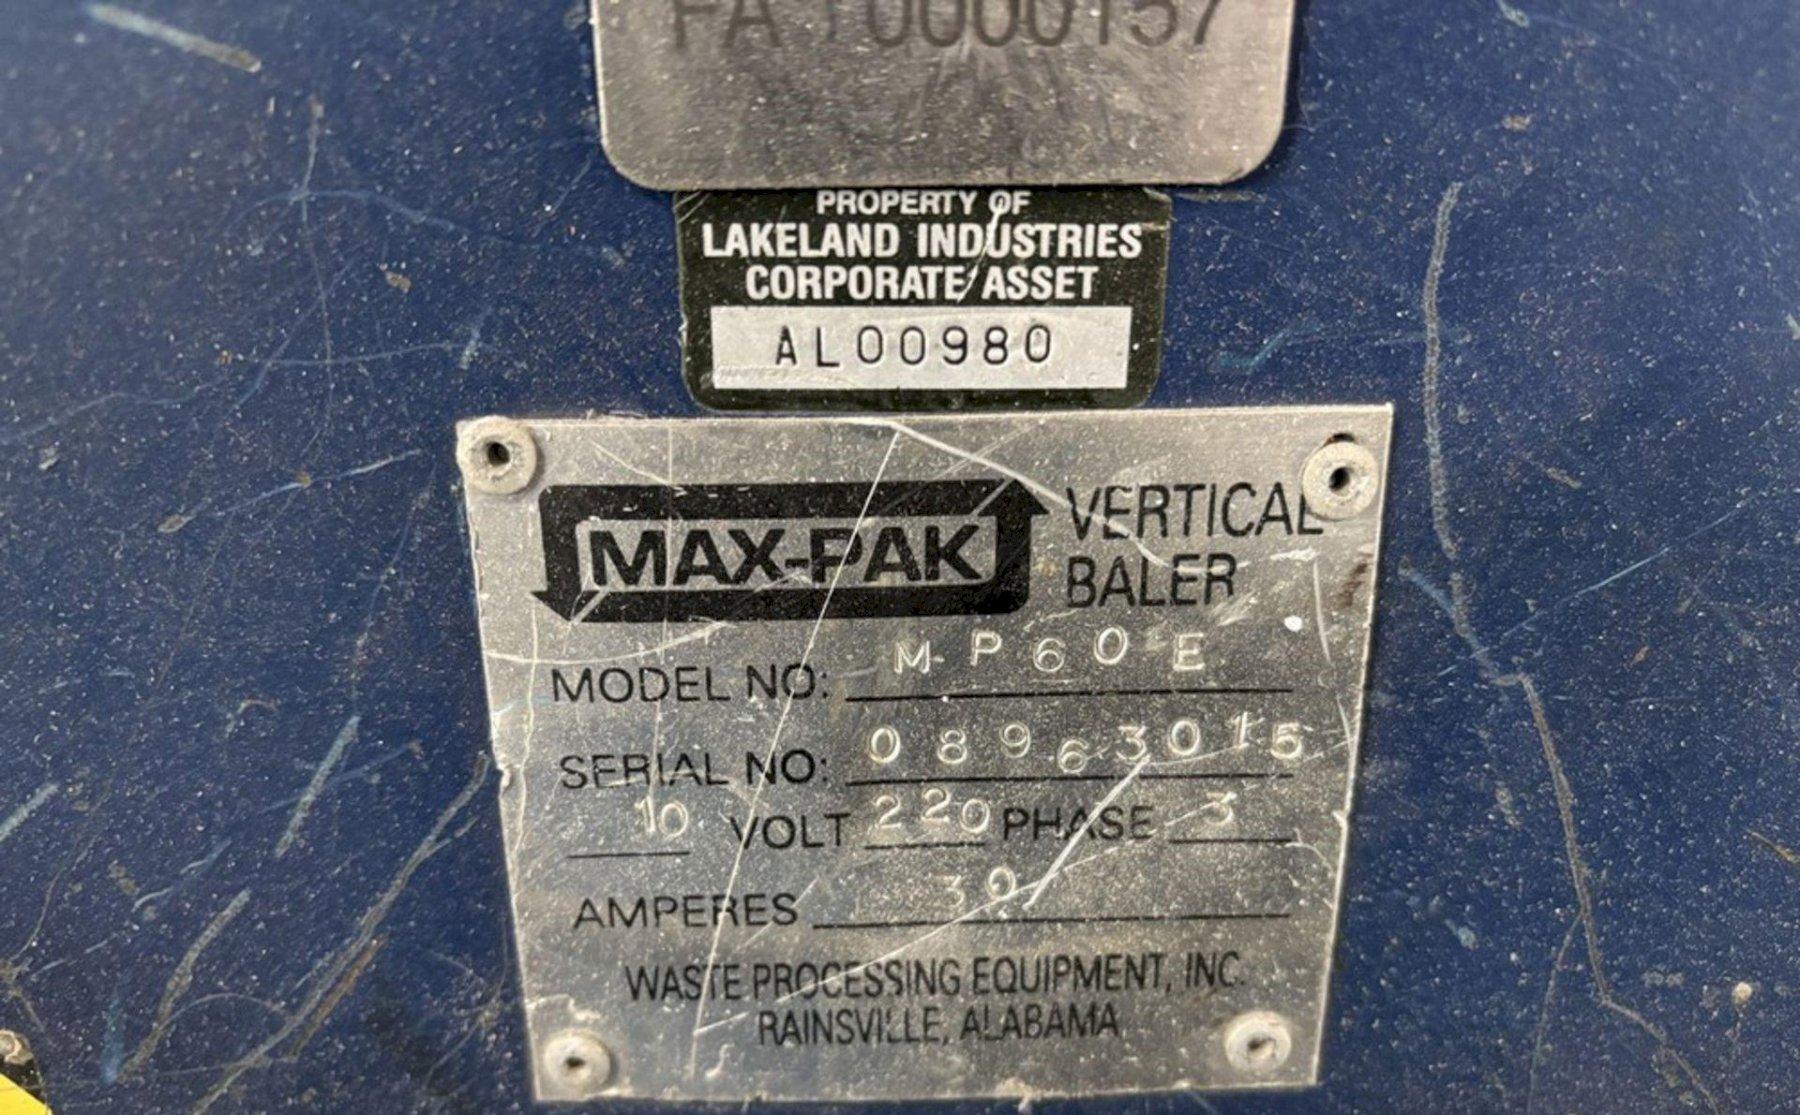 PROPERTY OF
LAKELAND INDUSTRIES
CORPORATE ASSET
AL00980
MAX-PAK
VERTICAL
BALER
MODEL NO: MP60E
SERIAL NO: 08963015
10 VOLT 220 PHASE 3
AMPERES 30
WASTE PROCESSING EQUIPMENT, INC.
RAINSVILLE, ALABAMA